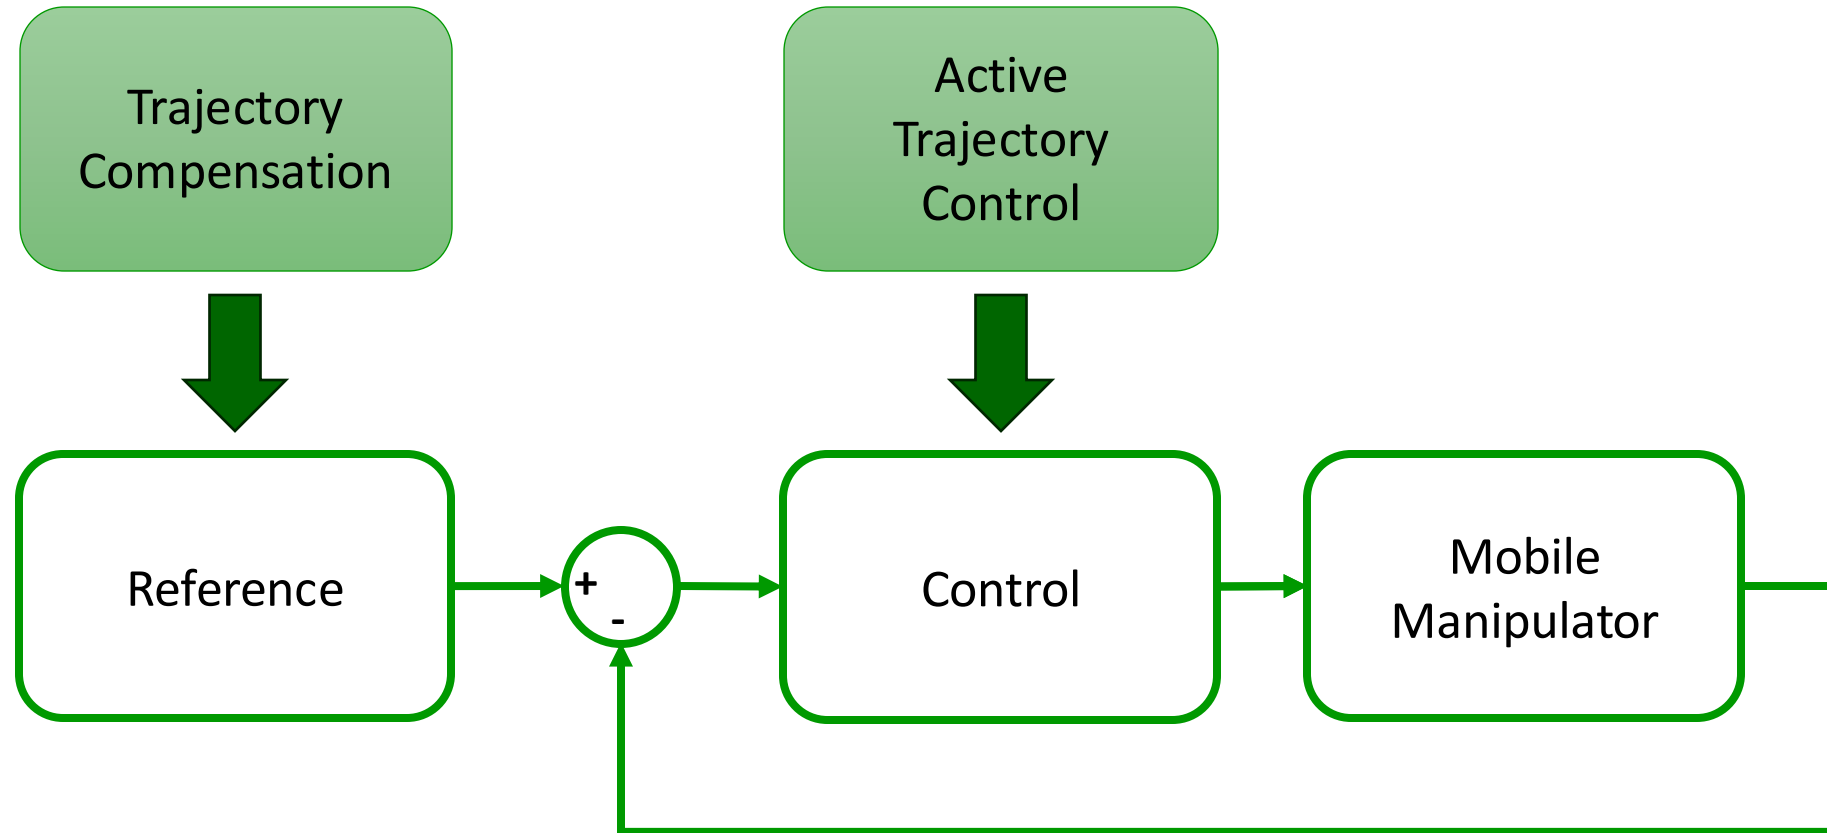 Trajectory
Compensation
Active
Trajectory
Control
Reference
+
-
Control
Mobile
Manipulator